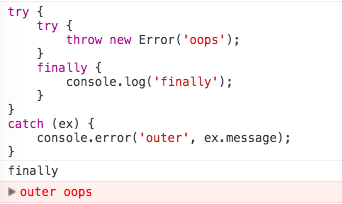 try {
    try {
        throw new Error('oops');
    }
    finally {
        console.log('finally');
    }
}
catch (ex) {
    console.error('outer', ex.message);
}
finally
outer oops